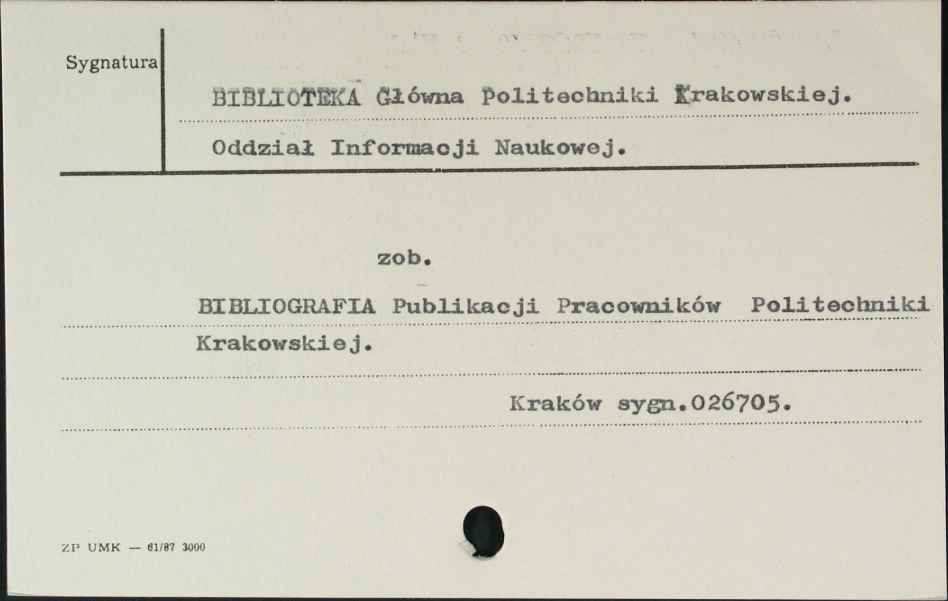 Sygnatura
BIBLIOTEKA Główna Politechniki Krakowskiej.
Oddział Informacji Naukowej.
zob.
BIBLIOGRAFIA Publikacji Pracowników Politechniki
Krakowskiej.
Kraków sygn.026705.
ZP UMK — 61/87 3000